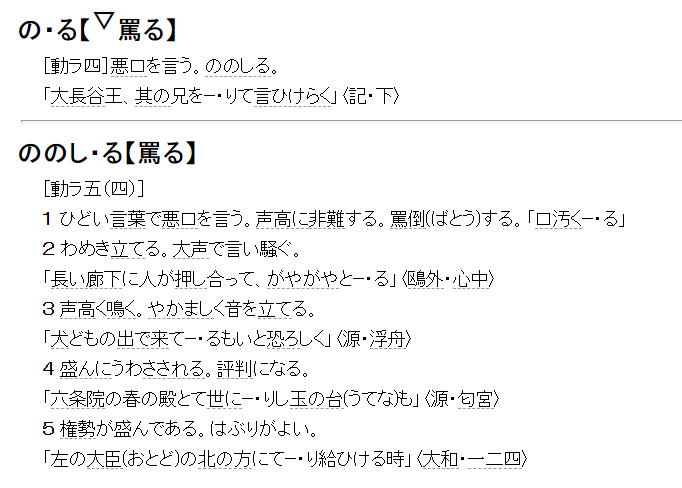 の・る【▽罵る】
［動ラ四］悪口を言う。ののしる。
「大長谷王、其の兄をー・りて言ひけらく」〈記・下〉
ののし・る【罵る】
［動ラ五（四）］
1 ひどい言葉で悪口を言う。声高に非難する。罵倒(ばとう)する。「口汚くー・る」
2 わめき立てる。大声で言い騒ぐ。
「長い廊下に人が押し合って、がやがやとー・る」〈鴎外・心中〉
3 声高く鳴く。やかましく音を立てる。
「犬どもの出で来てー・るもいと恐ろしく」〈源・浮舟〉
4 盛んにうわさされる。評判になる。
「六条院の春の殿とて世にー・りし玉の台(うてな)も」〈源・匂宮〉
5 権勢が盛んである。はぶりがよい。
「左の大臣(おとど)の北の方にてー・り給ひける時」〈大和・一二四〉